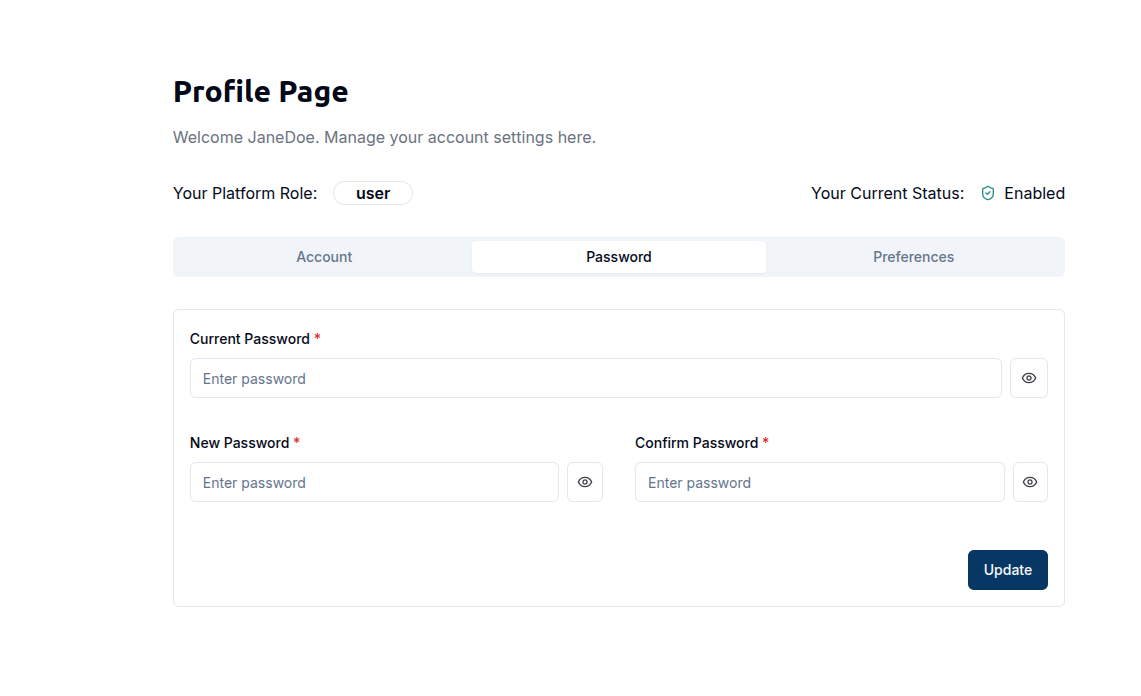 Profile Page
Welcome JaneDoe. Manage your account settings here.
Your Platform Role: user Your Current Status: Enabled
Account Password Preferences
Current Password *
Enter password
New Password * Confirm Password *
Enter password Enter password
Update